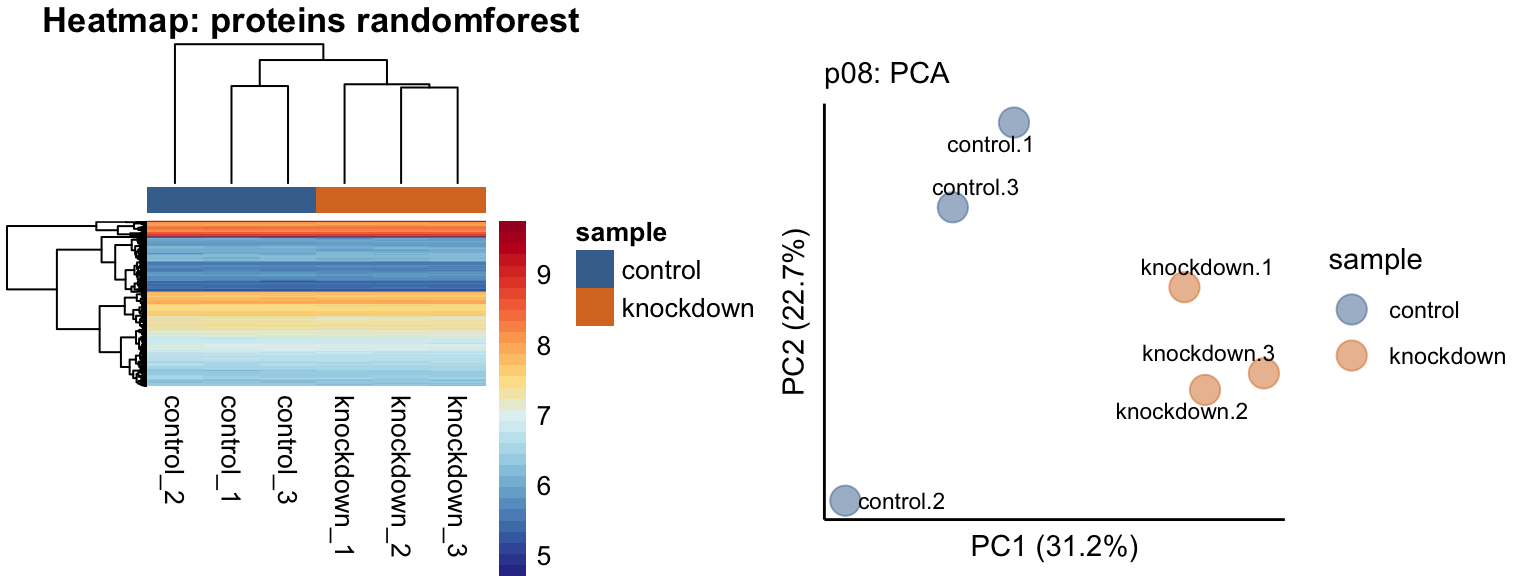 Heatmap: proteins randomforest
sample
control
knockdown
9
8
7
6
5
control_2
control_1
control_3
knockdown_1
knockdown_2
knockdown_3
p08: PCA
control.1
control.3
knockdown.1
knockdown.3
knockdown.2
control.2
PC2 (22.7%)
PC1 (31.2%)
sample
control
knockdown